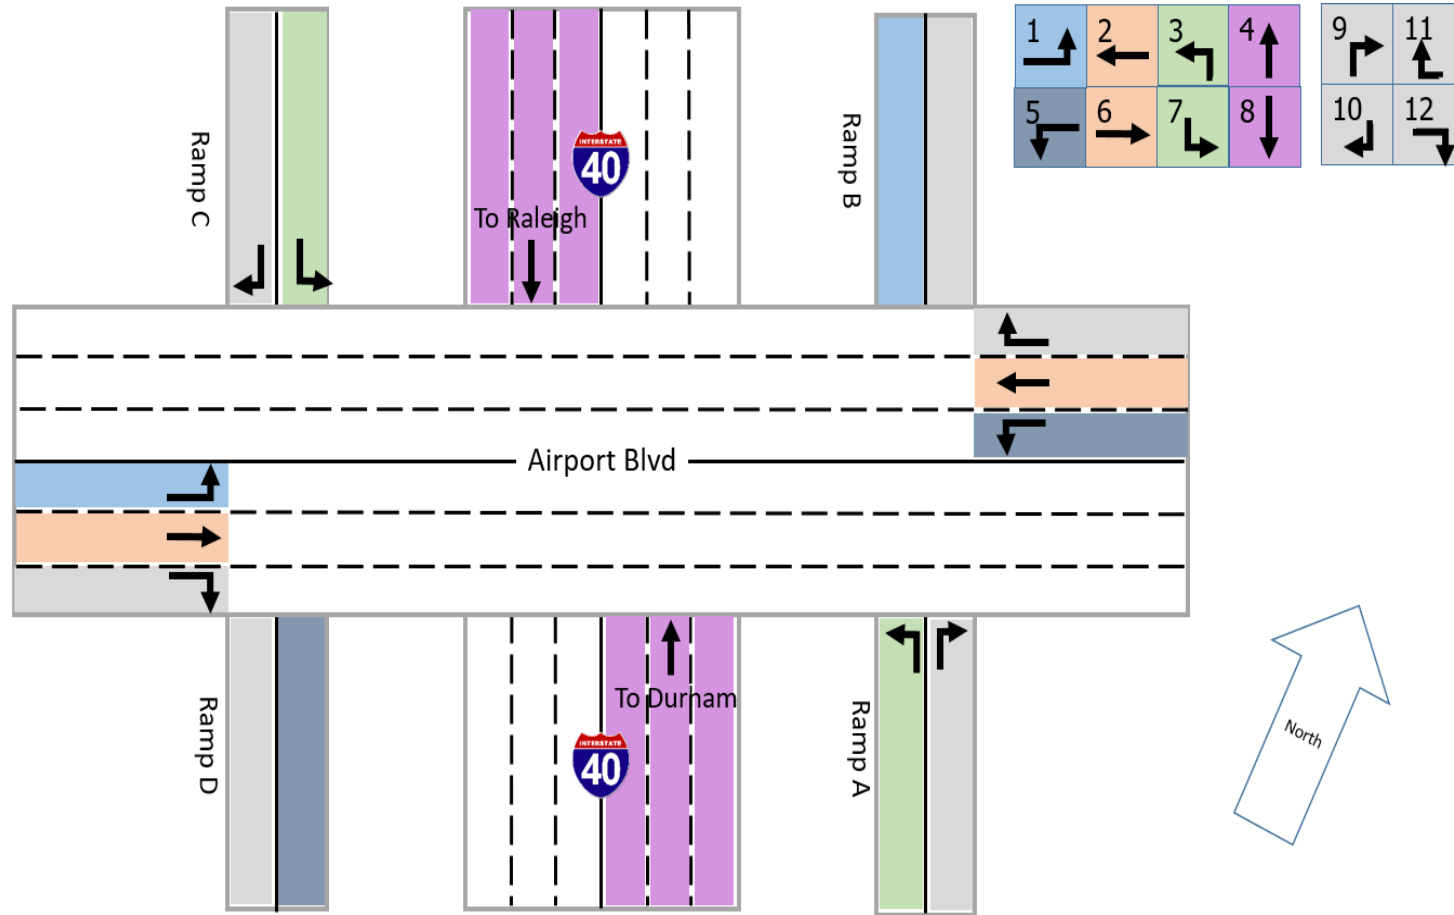 1 2 3 4 9 11
5 6 7 8 10 12
Ramp C
INTERSTATE
40
To Raleigh
Ramp B
Airport Blvd
Ramp D
To Durham
INTERSTATE
40
Ramp A
North